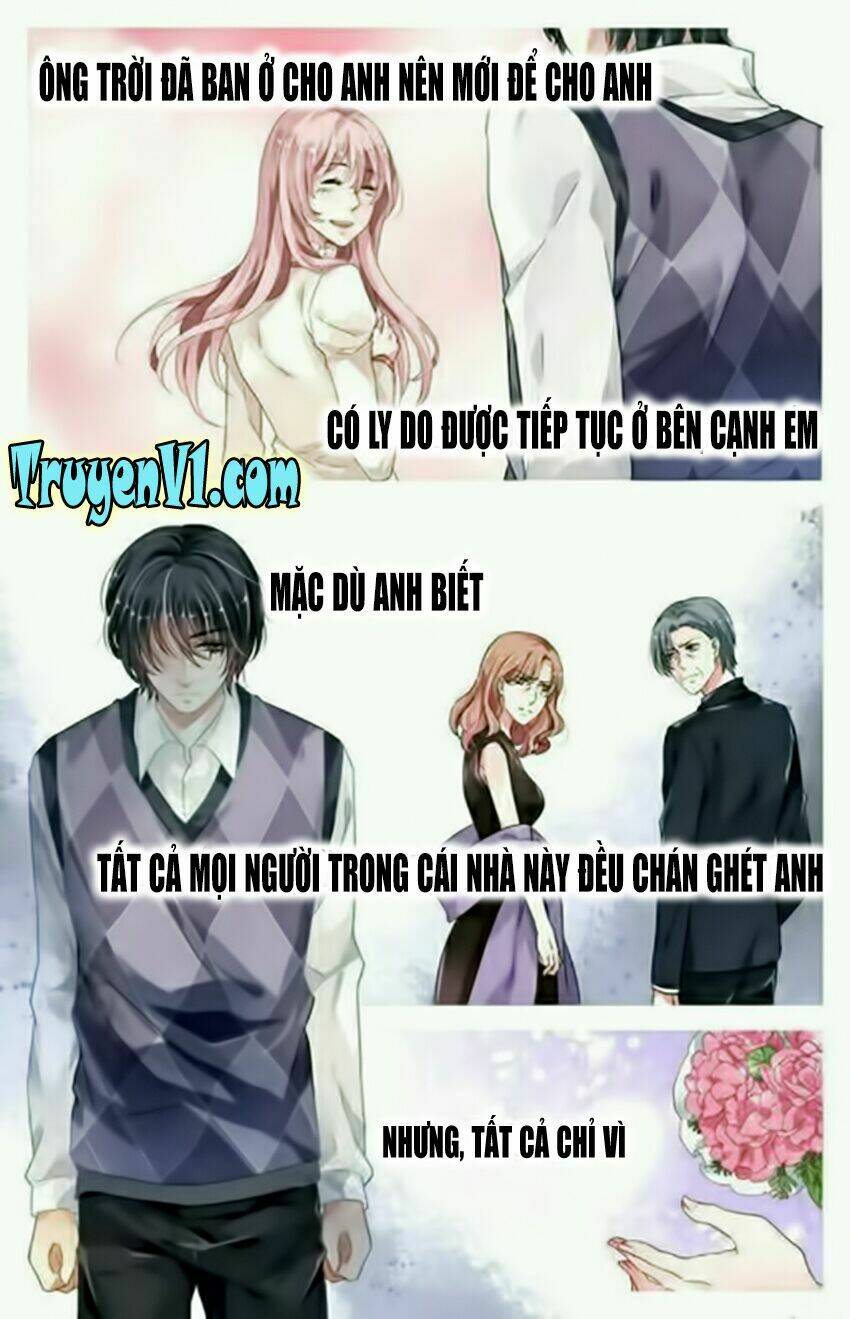 ÔNG TRỜI ĐÃ BAN Ở CHO ANH NÊN MỚI ĐỂ CHO ANH
CÓ LY DO ĐƯỢC TIẾP TỤC Ở BÊN CẠNH EM
TruyenV1.com
MẶC DÙ ANH BIẾT
TẤT CẢ MỌI NGƯỜI TRONG CÁI NHÀ NÀY ĐỀU CHÁN GHÉT ANH
NHƯNG, TẤT CẢ CHỈ VÌ